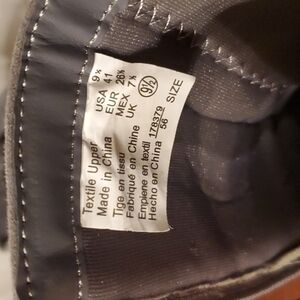 9½ SIZE
USA 9½
EUR 41
MEX 26½
UK 7½
178379
56
Textile Upper
Made in China
Tige en tissu
Fabriqué en Chine
Empiene en textil
Hecho en China